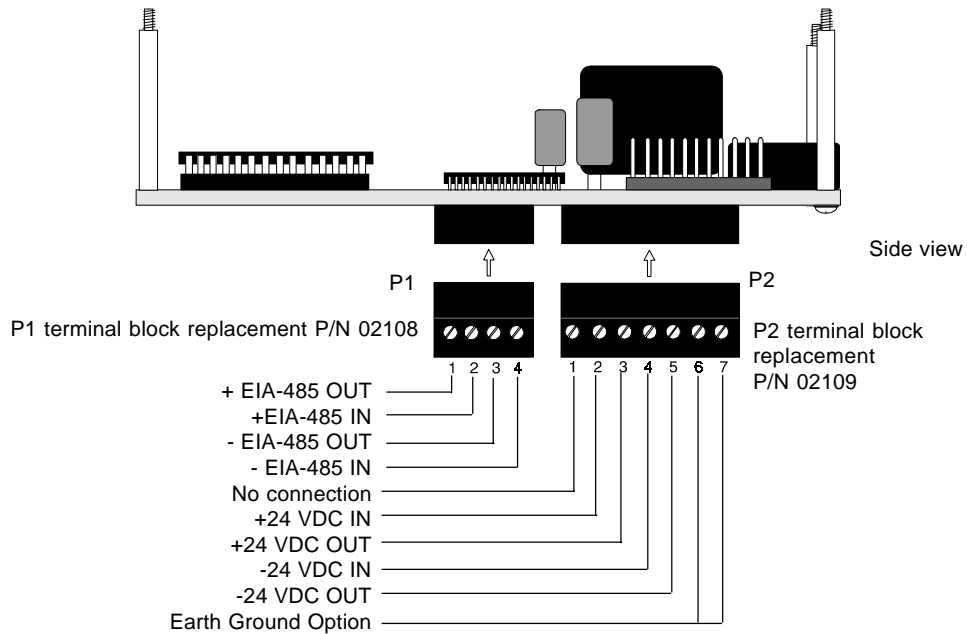 Side view
P1
P2
P1 terminal block replacement P/N 02108
P2 terminal block
replacement
P/N 02109
1 2 3 4
1 2 3 4 5 6 7
+ EIA-485 OUT
+EIA-485 IN
- EIA-485 OUT
- EIA-485 IN
No connection
+24 VDC IN
+24 VDC OUT
-24 VDC IN
-24 VDC OUT
Earth Ground Option